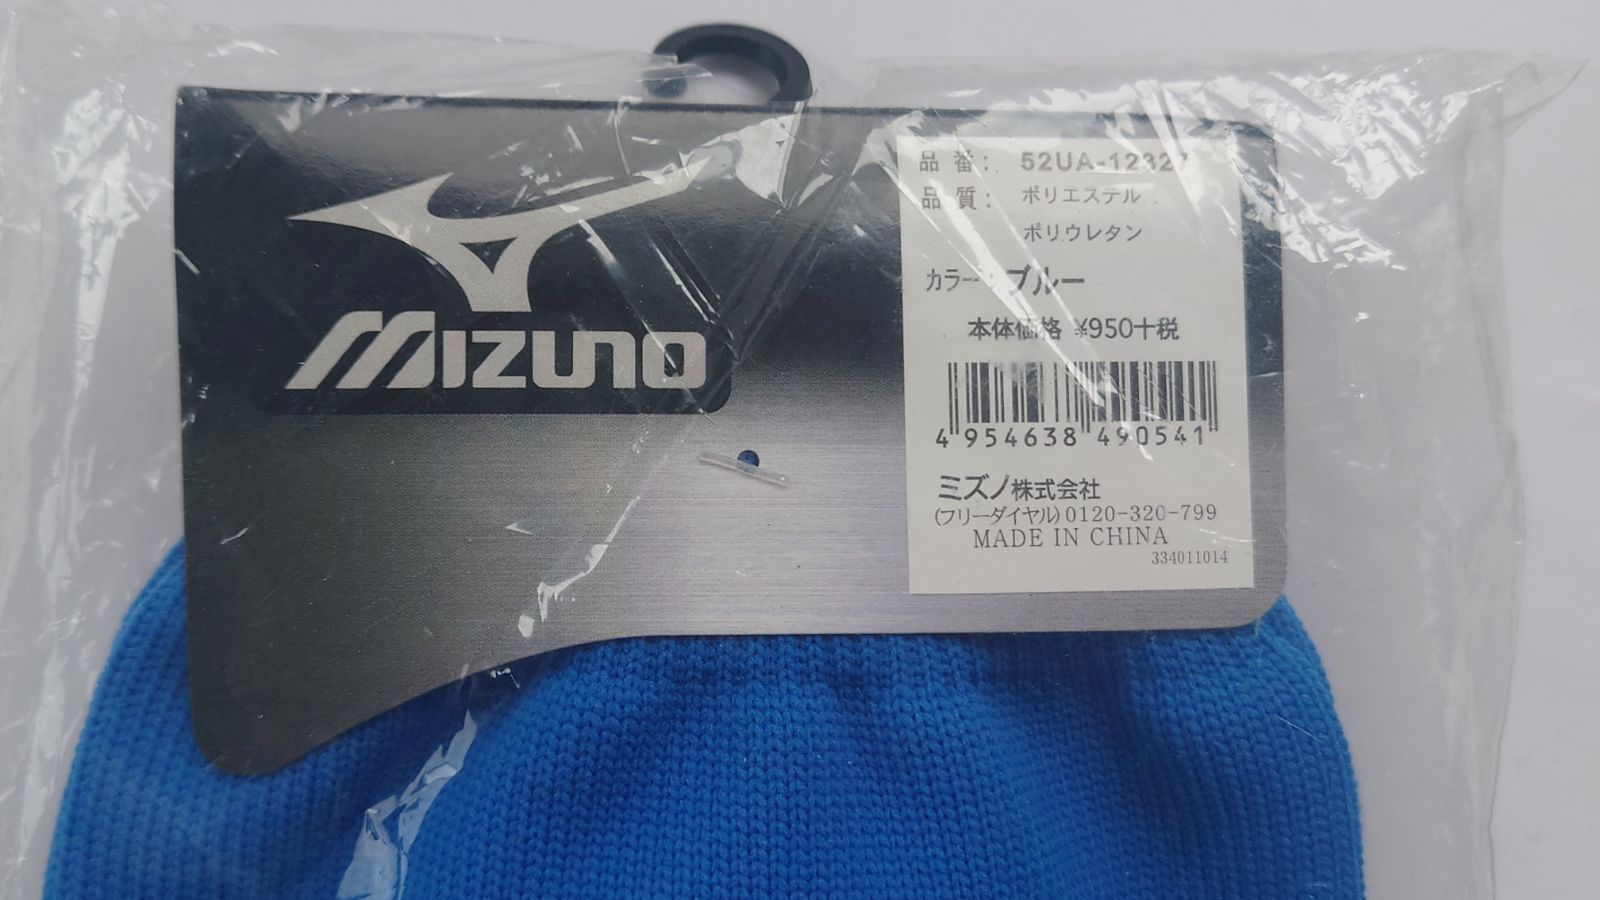 MIZUNO
品 番: 52UA-12327
品 質: ポリエステル
ポリウレタン
カラー: ブルー
本体価格 ¥950+税
4 954638 490541
ミズノ株式会社
(フリーダイヤル)0120-320-799
MADE IN CHINA
334011014